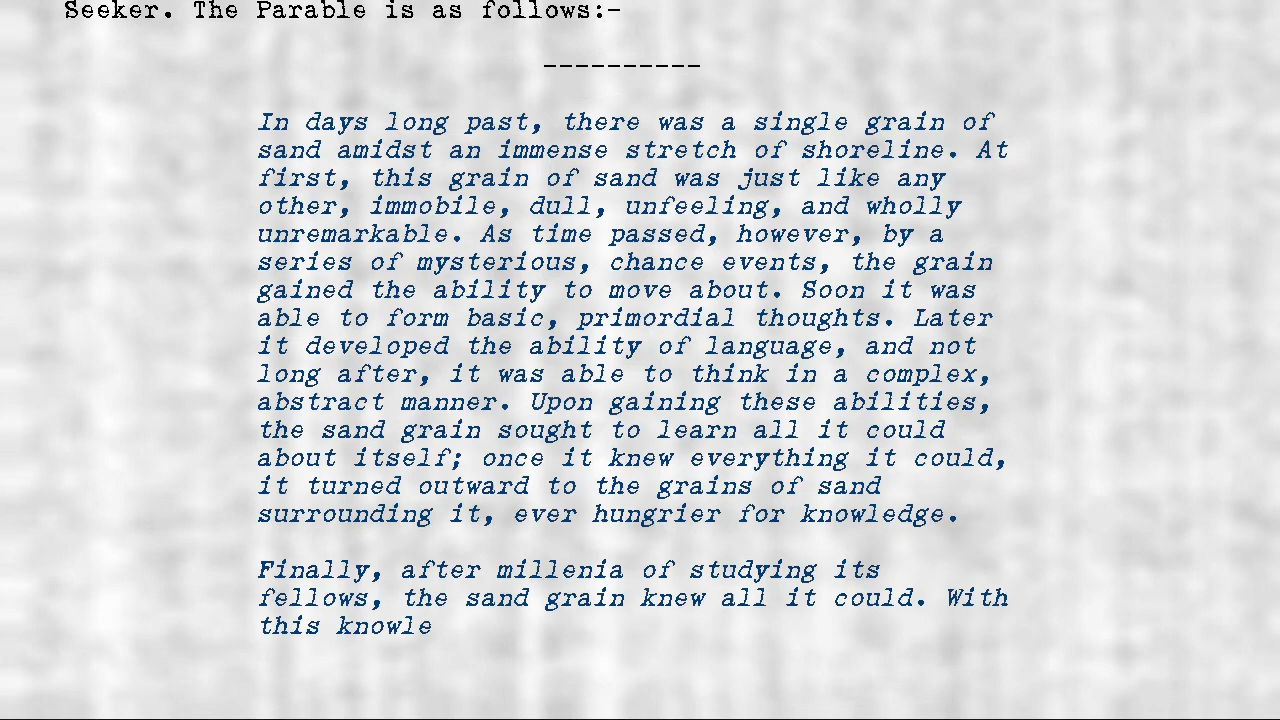 Seeker. The Parable is as follows:-
----------
In days long past, there was a single grain of
sand amidst an immense stretch of shoreline. At
first, this grain of sand was just like any
other, immobile, dull, unfeeling, and wholly
unremarkable. As time passed, however, by a
series of mysterious, chance events, the grain
gained the ability to move about. Soon it was
able to form basic, primordial thoughts. Later
it developed the ability of language, and not
long after, it was able to think in a complex,
abstract manner. Upon gaining these abilities,
the sand grain sought to learn all it could
about itself; once it knew everything it could,
it turned outward to the grains of sand
surrounding it, ever hungrier for knowledge.
Finally, after millenia of studying its
fellows, the sand grain knew all it could. With
this knowle